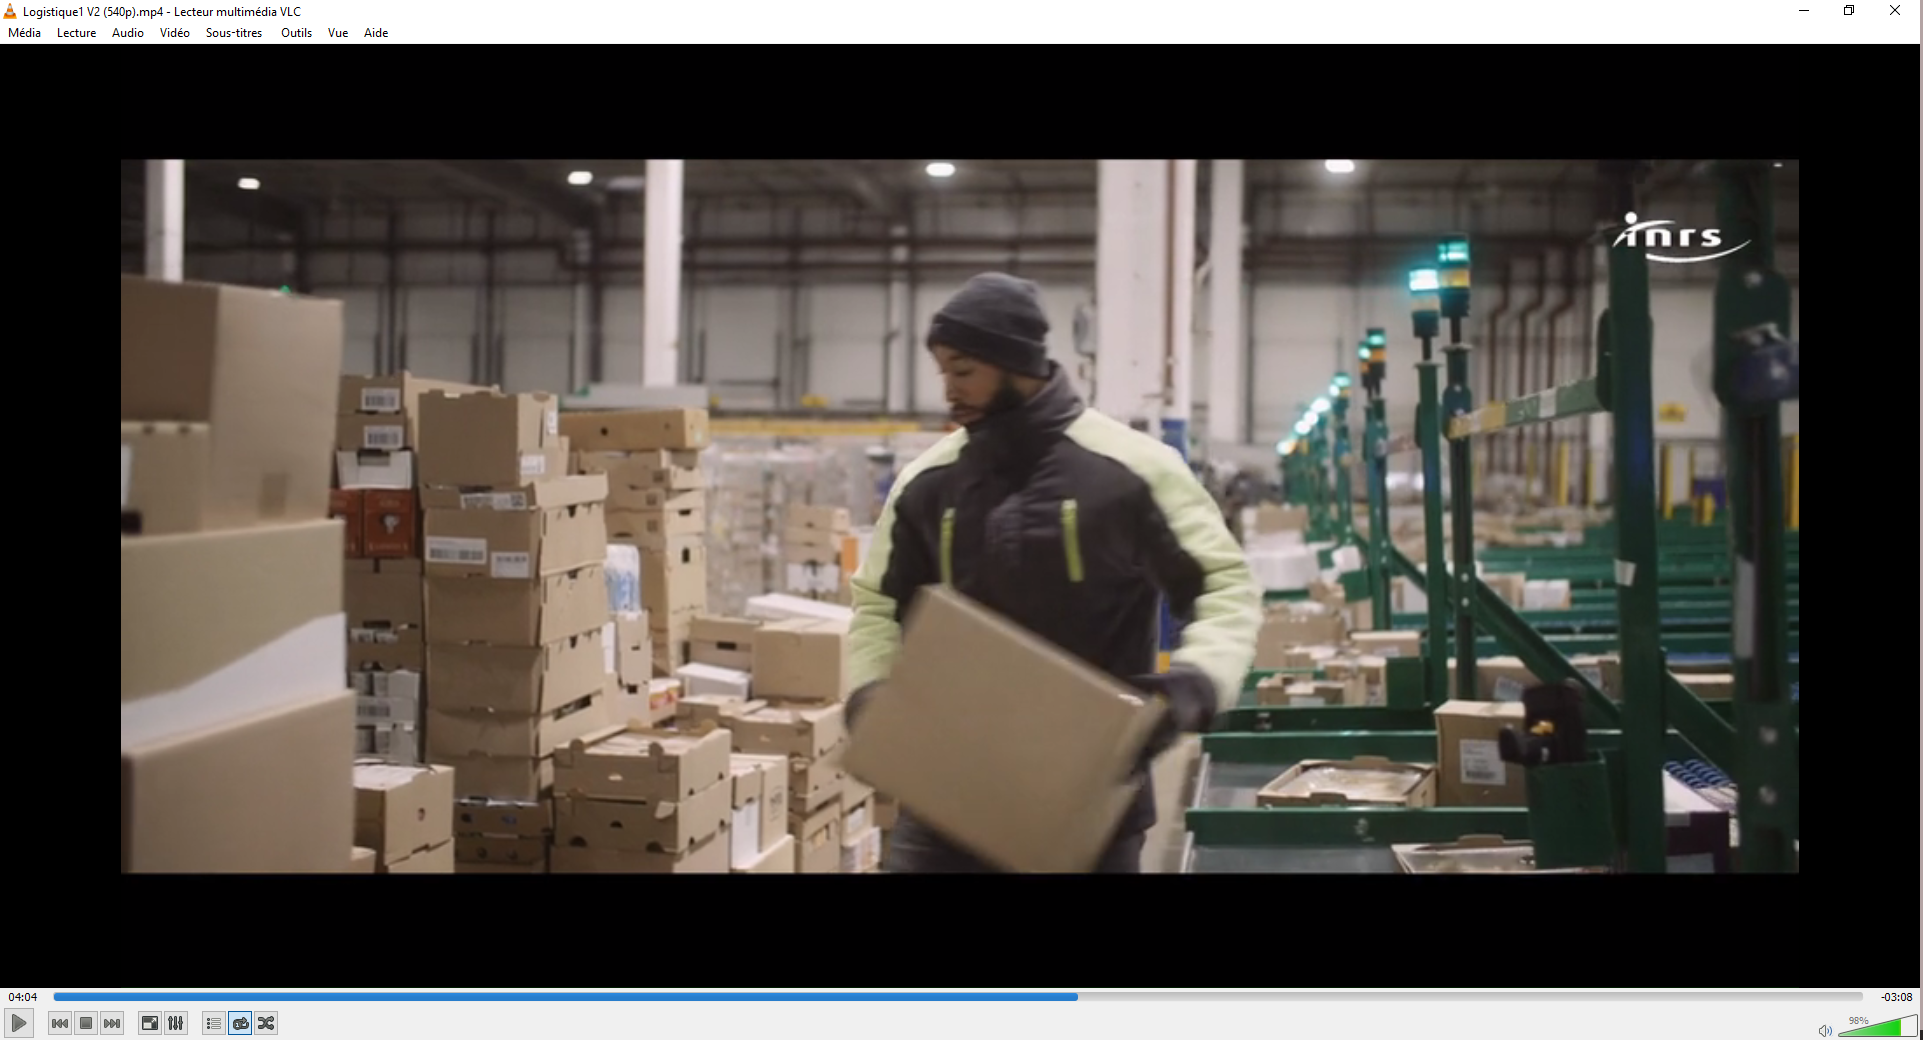 Logistique1 V2 (540p).mp4 - Lecteur multimédia VLC
Média Lecture Audio Vidéo Sous-titres Outils Vue Aide
inrs
04:04
-03:08
98%